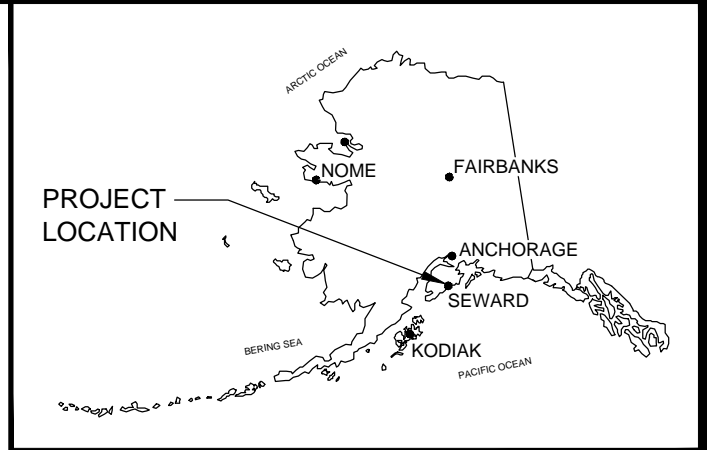 ARCTIC OCEAN
NOME
FAIRBANKS
PROJECT
LOCATION
ANCHORAGE
SEWARD
BERING SEA
KODIAK
PACIFIC OCEAN